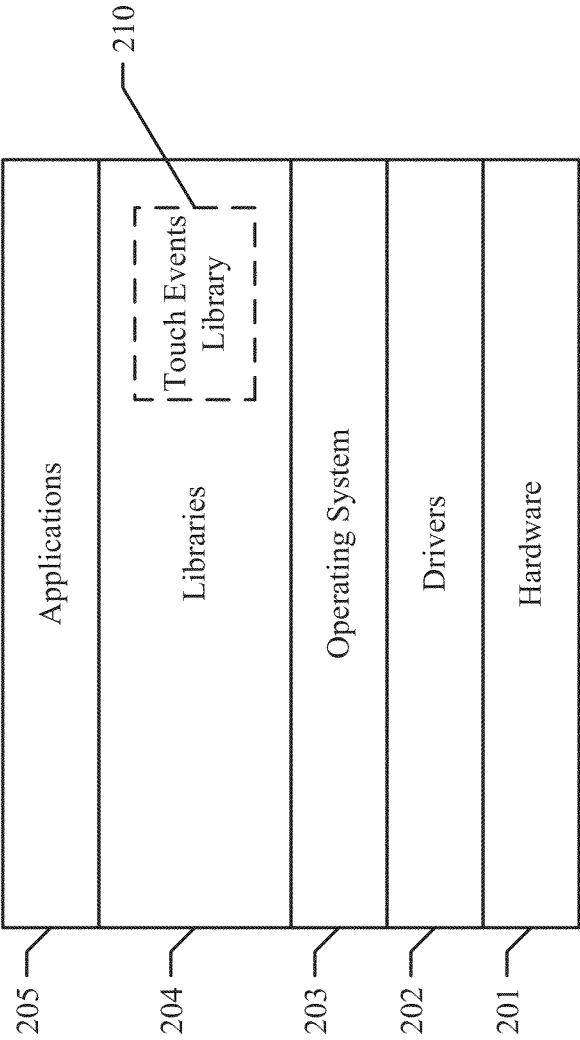 205
Applications
204
Libraries
Touch Events
Library
210
203
Operating System
202
Drivers
201
Hardware